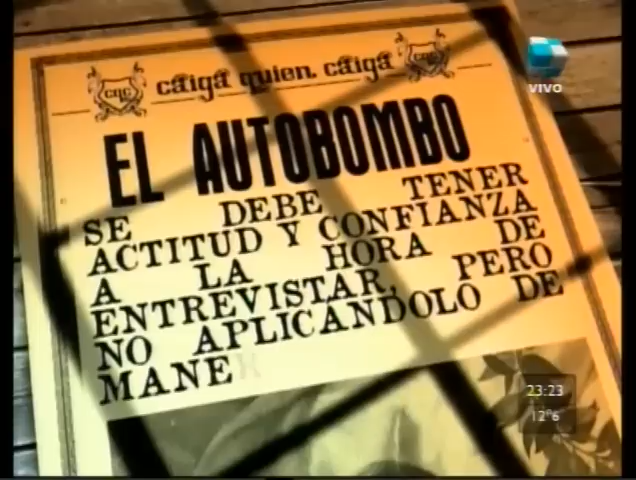 caiga quien caiga
CQC
CQC
VIVO
EL AUTOBOMBO
SE DEBE TENER
ACTITUD Y CONFIANZA
A LA HORA DE
ENTREVISTAR, PERO
NO APLICANDOLO DE
MANE
23:23
12°6